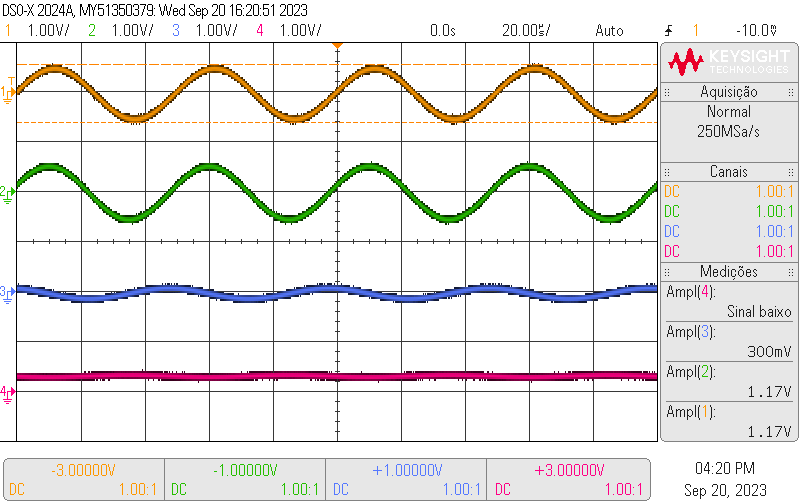 DSO-X 2024A, MY51350379: Wed Sep 20 16:20:51 2023
1 1.00V/ 2 1.00V/ 3 1.00V/ 4 1.00V/ 0.0s 20.00ms/ Auto 1 -10.0V
KEYSIGHT
TECHNOLOGIES
Aquisição
Normal
250MSa/s
Canais
DC 1.00:1
DC 1.00:1
DC 1.00:1
DC 1.00:1
Medições
Ampl(4):
Sinal baixo
Ampl(3):
300mV
Ampl(2):
1.17V
Ampl(1):
1.17V
T
1
2
3
4
-3.00000V
DC 1.00:1
-1.00000V
DC 1.00:1
+1.00000V
DC 1.00:1
+3.00000V
DC 1.00:1
04:20 PM
Sep 20, 2023